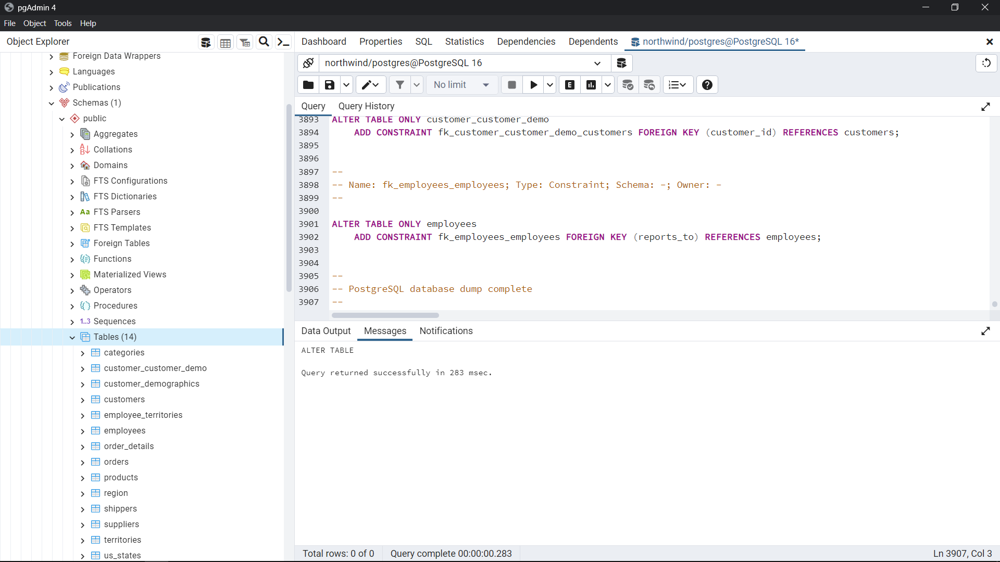 pgAdmin 4
File Object Tools Help
Object Explorer
Dashboard Properties SQL Statistics Dependencies Dependents northwind/postgres@PostgreSQL 16*
Foreign Data Wrappers
Languages
Publications
Schemas (1)
public
Aggregates
Collations
Domains
FTS Configurations
FTS Dictionaries
Aa FTS Parsers
FTS Templates
Foreign Tables
Functions
Materialized Views
Operators
Procedures
1..3 Sequences
Tables (14)
categories
customer_customer_demo
customer_demographics
customers
employee_territories
employees
order_details
orders
products
region
shippers
suppliers
territories
us_states
northwind/postgres@PostgreSQL 16
No limit
E
Query Query History
3893 ALTER TABLE ONLY customer_customer_demo
3894 ADD CONSTRAINT fk_customer_customer_demo_customers FOREIGN KEY (customer_id) REFERENCES customers;
3895
3896
3897 --
3898 -- Name: fk_employees_employees; Type: Constraint; Schema: -; Owner: -
3899 --
3900
3901 ALTER TABLE ONLY employees
3902 ADD CONSTRAINT fk_employees_employees FOREIGN KEY (reports_to) REFERENCES employees;
3903
3904
3905 --
3906 -- PostgreSQL database dump complete
3907 --
Data Output Messages Notifications
ALTER TABLE
Query returned successfully in 283 msec.
Total rows: 0 of 0 Query complete 00:00:00.283 Ln 3907, Col 3